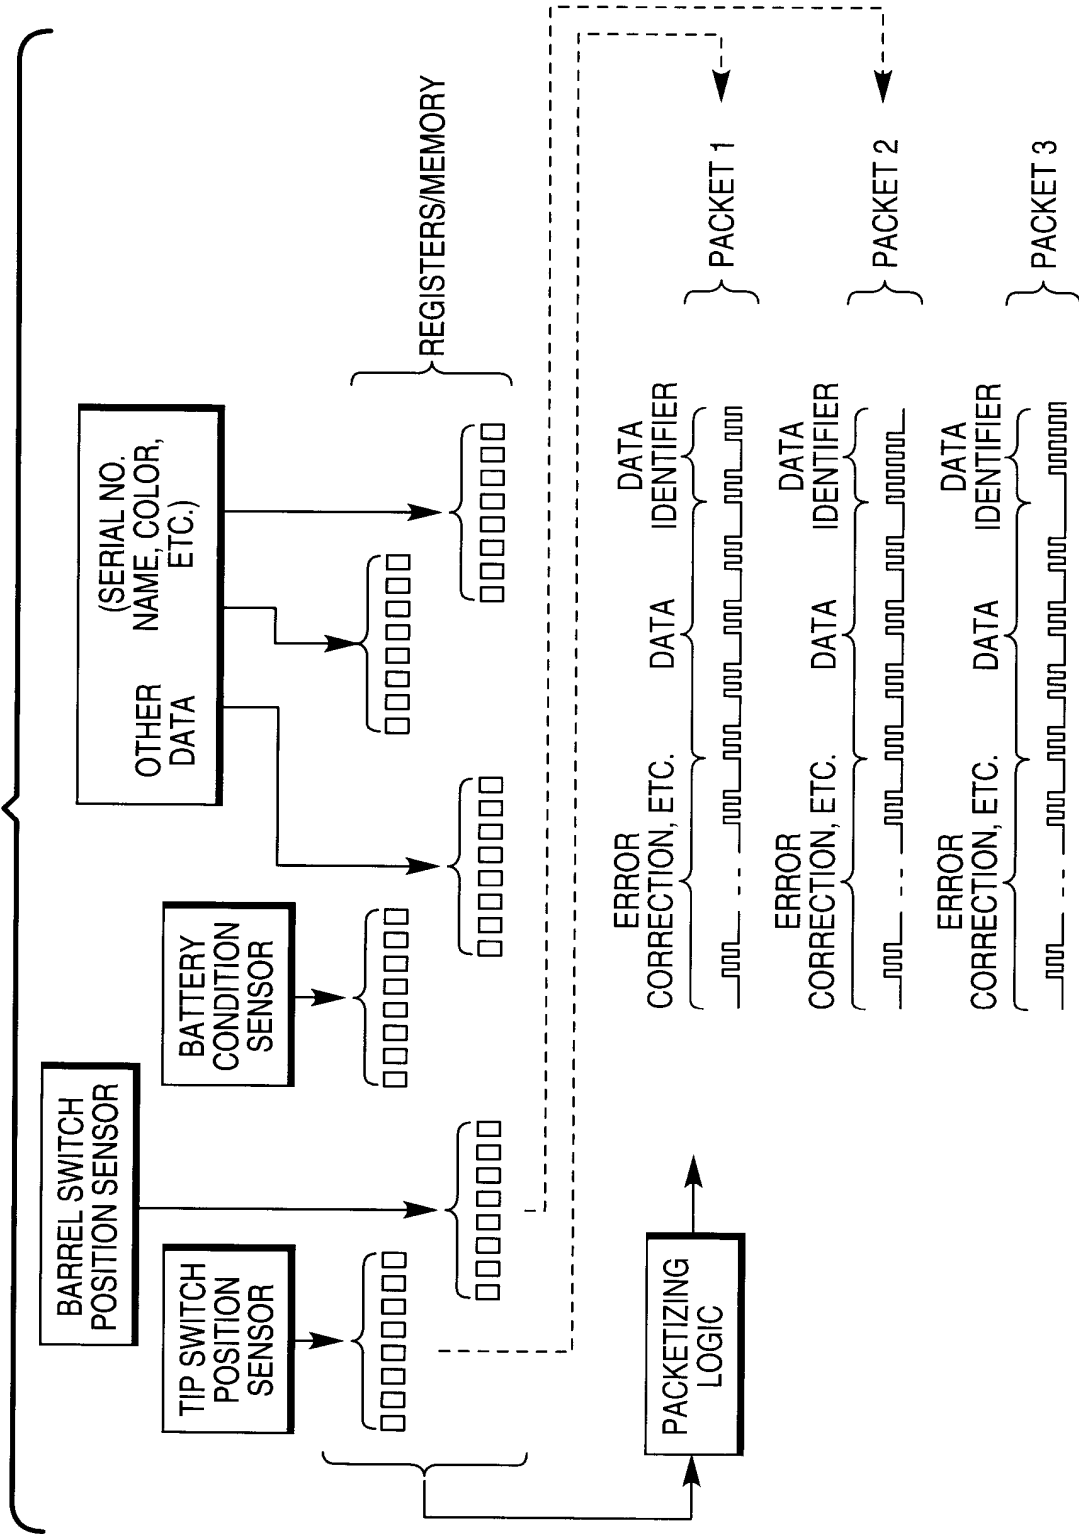 BARREL SWITCH
POSITION SENSOR
TIP SWITCH
POSITION
SENSOR
BATTERY
CONDITION
SENSOR
OTHER
DATA
(SERIAL NO.
NAME, COLOR,
ETC.)
REGISTERS/MEMORY
PACKETIZING
LOGIC
ERROR
CORRECTION, ETC.
DATA
DATA
IDENTIFIER
PACKET 1
ERROR
CORRECTION, ETC.
DATA
DATA
IDENTIFIER
PACKET 2
ERROR
CORRECTION, ETC.
DATA
DATA
IDENTIFIER
PACKET 3